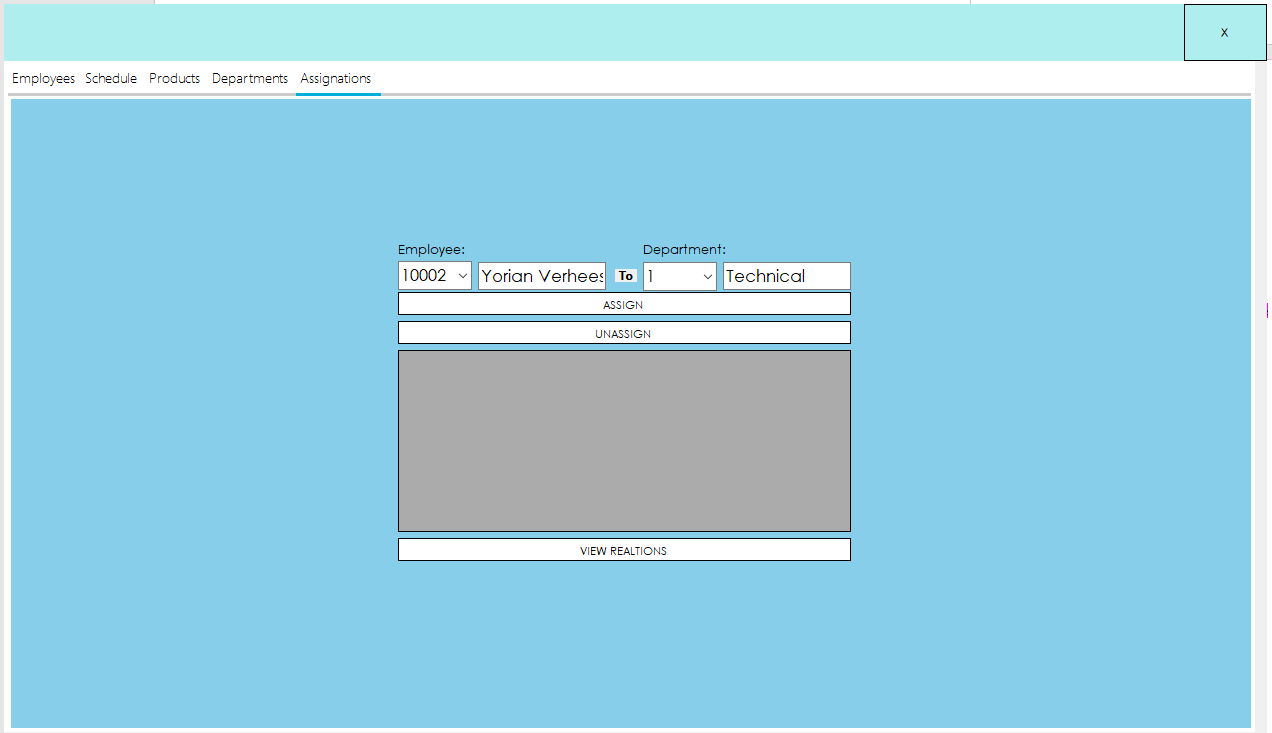 X
Employees Schedule Products Departments Assignations
Employee: Department:
10002 Yorian Verhees To 1 Technical
ASSIGN
UNASSIGN
VIEW REALTIONS